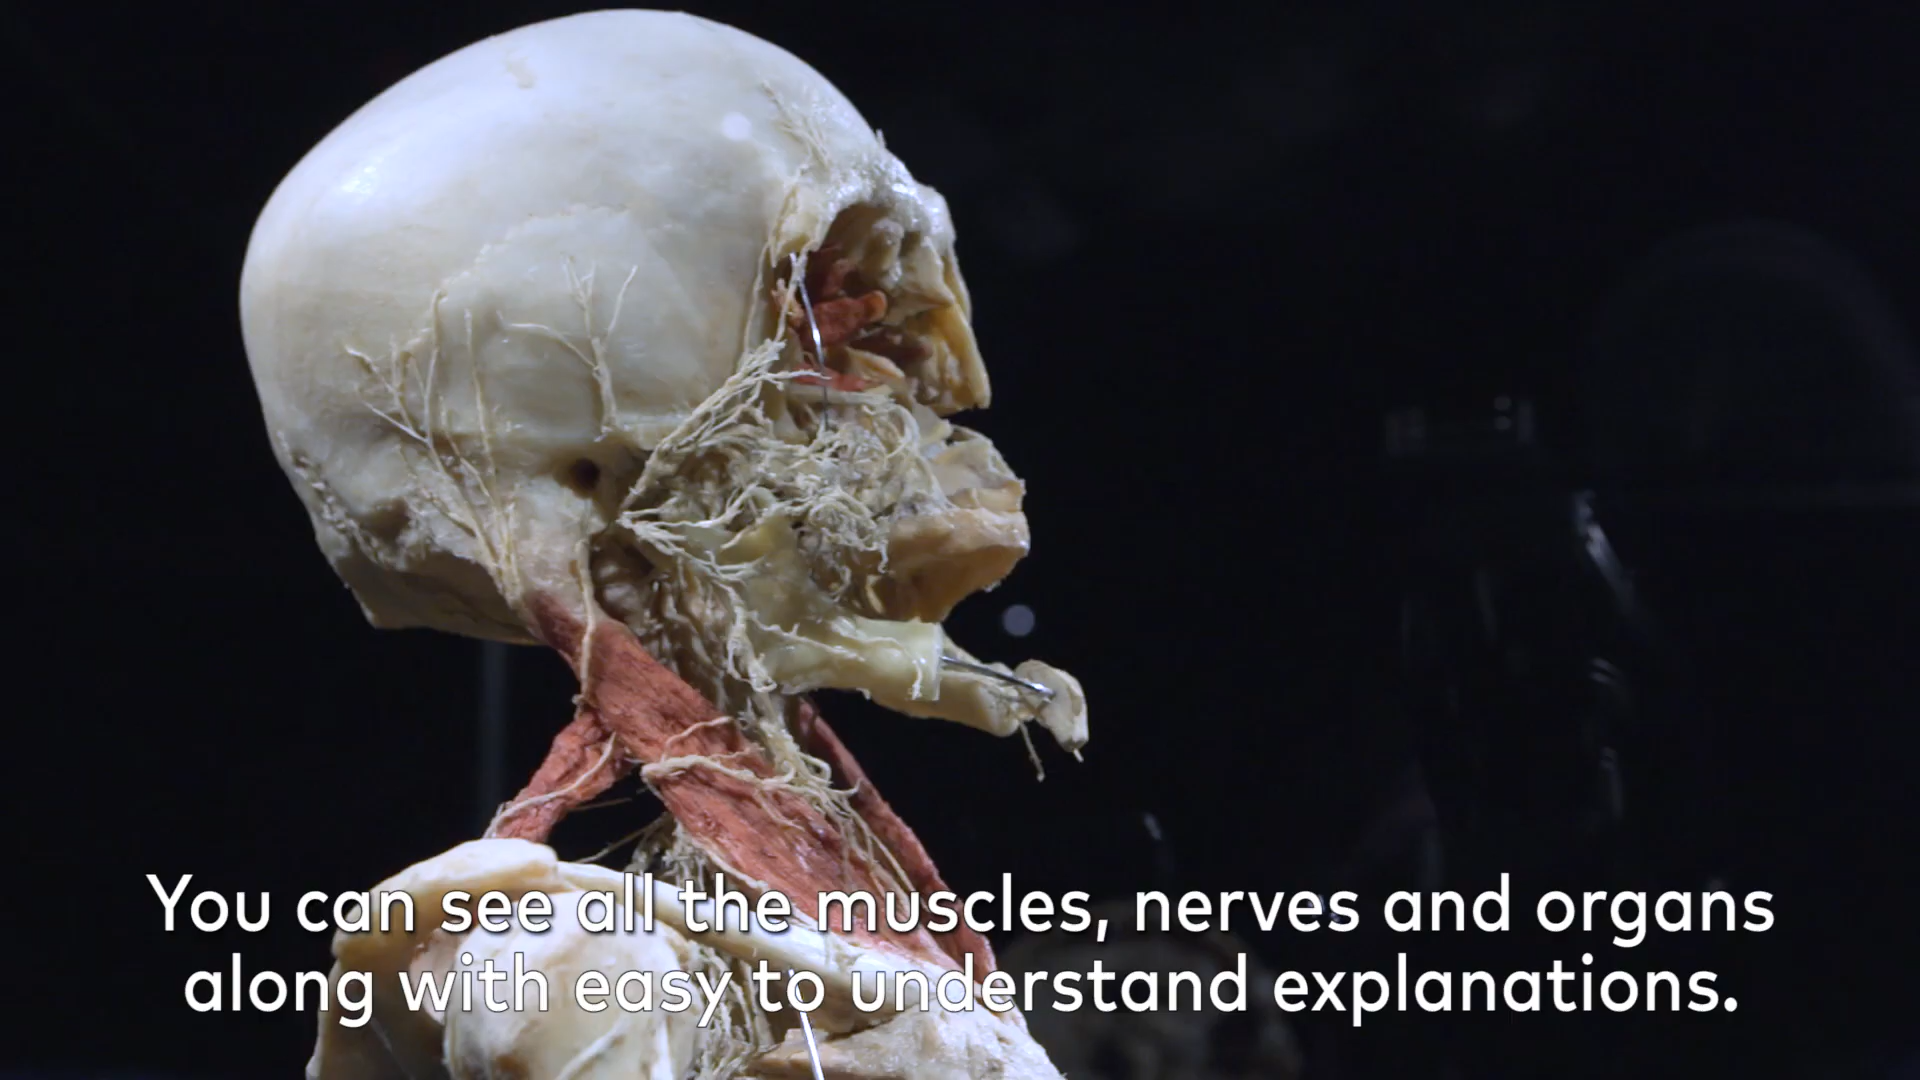 You can see all the muscles, nerves and organs
along with easy to understand explanations.